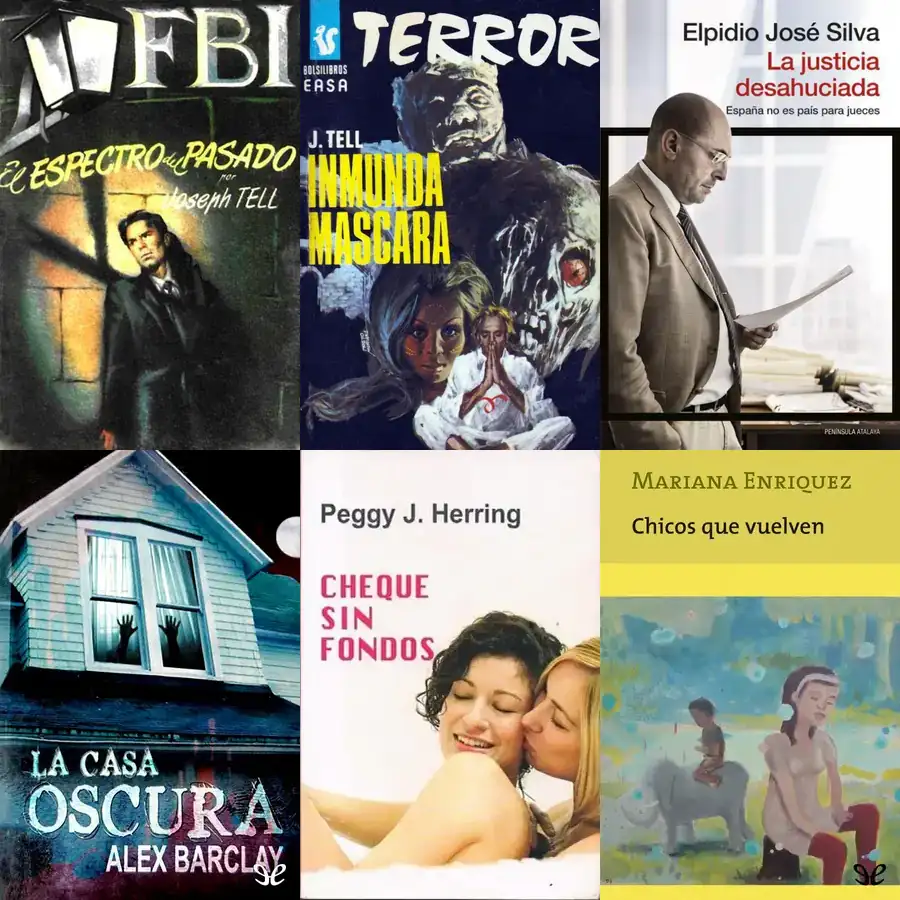 FBI
El ESPECTRO del PASADO
por
Joseph TELL
TERROR
BOLSILIBROS
EASA
J. TELL
INMUNDA
MASCARA
Elpidio José Silva
La justicia
desahuciada
España no es país para jueces
PENÍNSULA ATALAYA
LA CASA
OSCURA
ALEX BARCLAY
Peggy J. Herring
CHEQUE
SIN
FONDOS
Mariana Enriquez
Chicos que vuelven